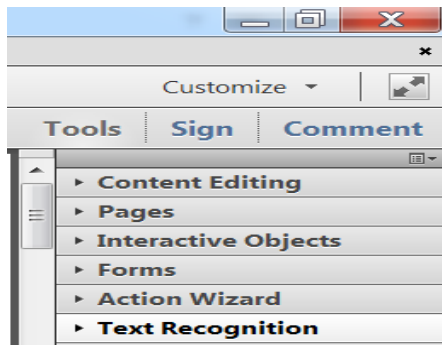 Customize
Tools Sign Comment
Content Editing
Pages
Interactive Objects
Forms
Action Wizard
Text Recognition